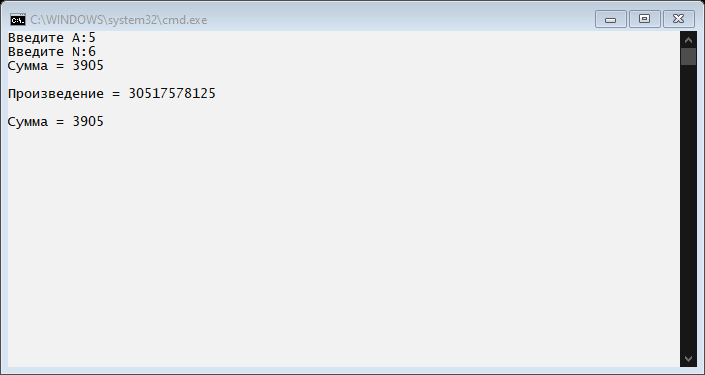 C:\WINDOWS\system32\cmd.exe
Введите A:5
Введите N:6
Сумма = 3905
Произведение = 30517578125
Сумма = 3905